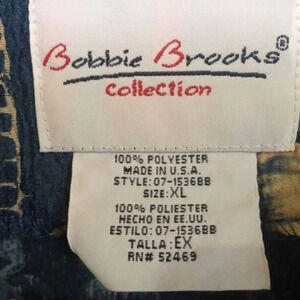 Bobbie Brooks®
Collection
100% POLYESTER
MADE IN U.S.A.
STYLE: 07-1536BB
SIZE: XL
100% POLIESTER
HECHO EN EE.UU.
ESTILO: 07-1536BB
TALLA: EX
RN# 52469